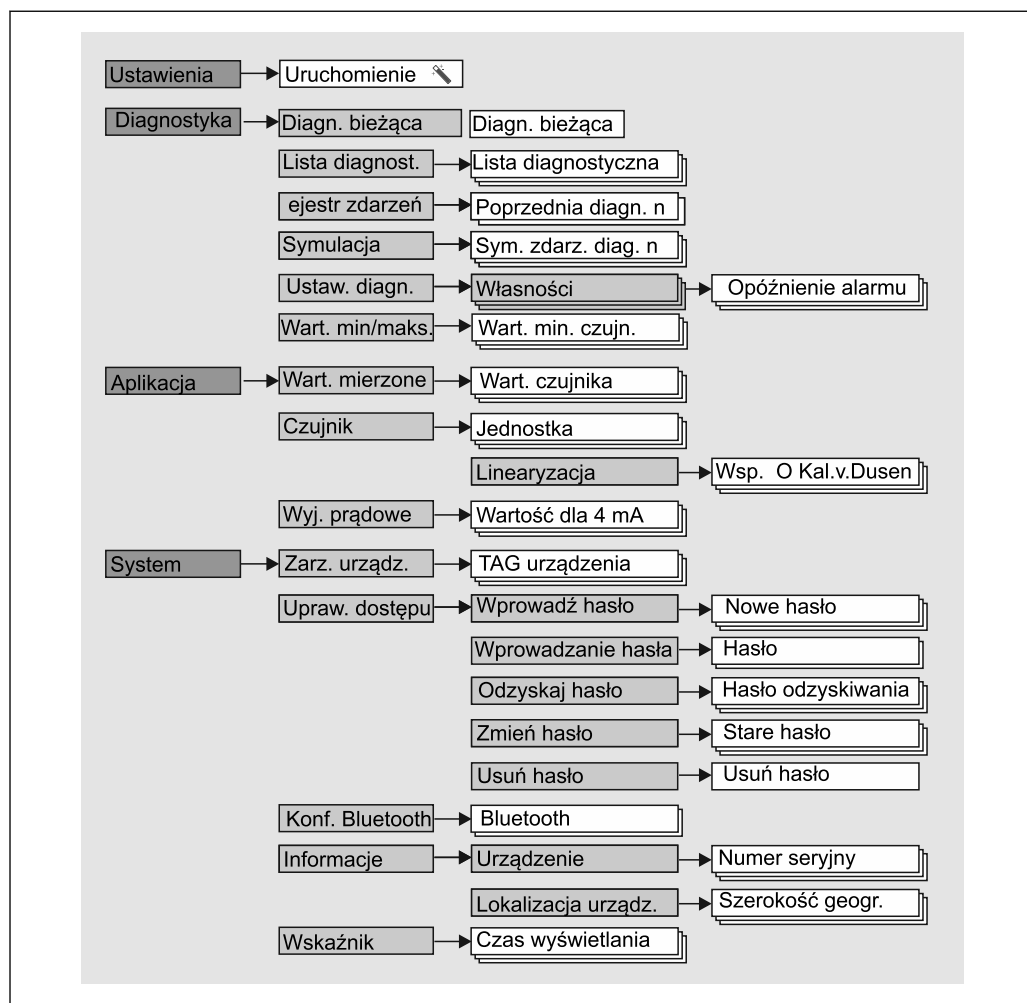 Ustawienia Uruchomienie
Diagnostyka Diagn. bieżąca Diagn. bieżąca
Lista diagnost. Lista diagnostyczna
ejestr zdarzeń Poprzednia diagn. n
Symulacja Sym. zdarz. diag. n
Ustaw. diagn. Własności Opóźnienie alarmu
Wart. min/maks. Wart. min. czujn.
Aplikacja Wart. mierzone Wart. czujnika
Czujnik Jednostka
Linearyzacja Wsp. O Kal.v.Dusen
Wyj. prądowe Wartość dla 4 mA
System Zarz. urządz. TAG urządzenia
Upraw. dostępu Wprowadź hasło Nowe hasło
Wprowadzanie hasła Hasło
Odzyskaj hasło Hasło odzyskiwania
Zmień hasło Stare hasło
Usuń hasło Usuń hasło
Konf. Bluetooth Bluetooth
Informacje Urządzenie Numer seryjny
Lokalizacja urządz. Szerokość geogr.
Wskaźnik Czas wyświetlania